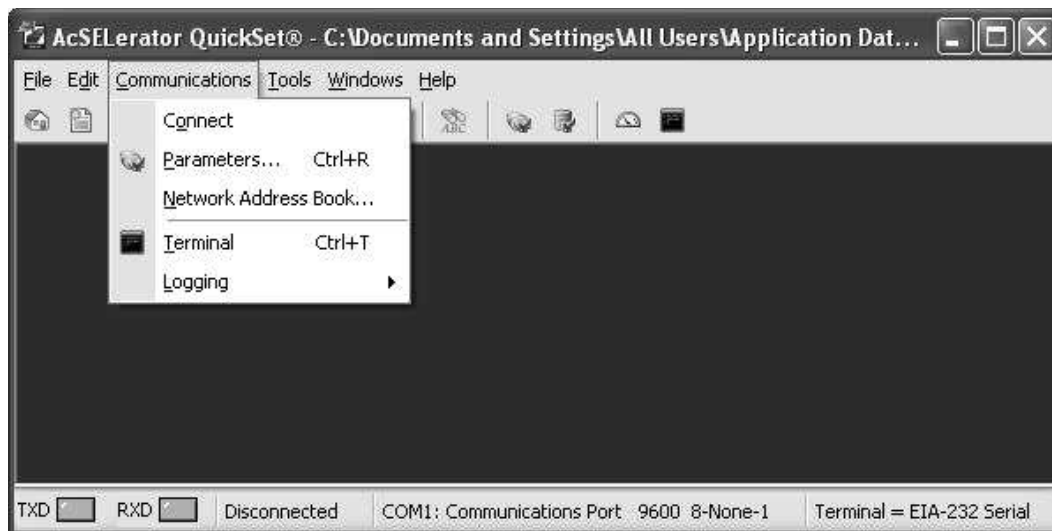 AcSELerator QuickSet® - C:\Documents and Settings\All Users\Application Dat...
File Edit Communications Tools Windows Help
Connect
Parameters... Ctrl+R
Network Address Book...
Terminal Ctrl+T
Logging
ABC
TXD RXD Disconnected COM1: Communications Port 9600 8-None-1 Terminal = EIA-232 Serial